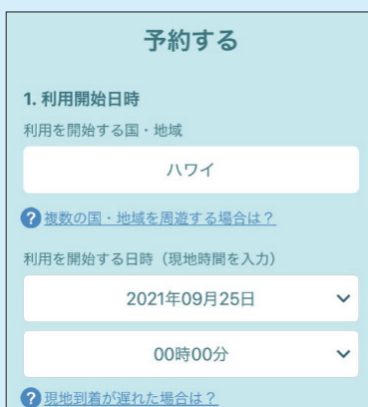 予約する
1. 利用開始日時
利用を開始する国・地域
ハワイ
? 複数の国・地域を周遊する場合は？
利用を開始する日時（現地時間を入力）
2021年09月25日
00時00分
? 現地到着が遅れた場合は？